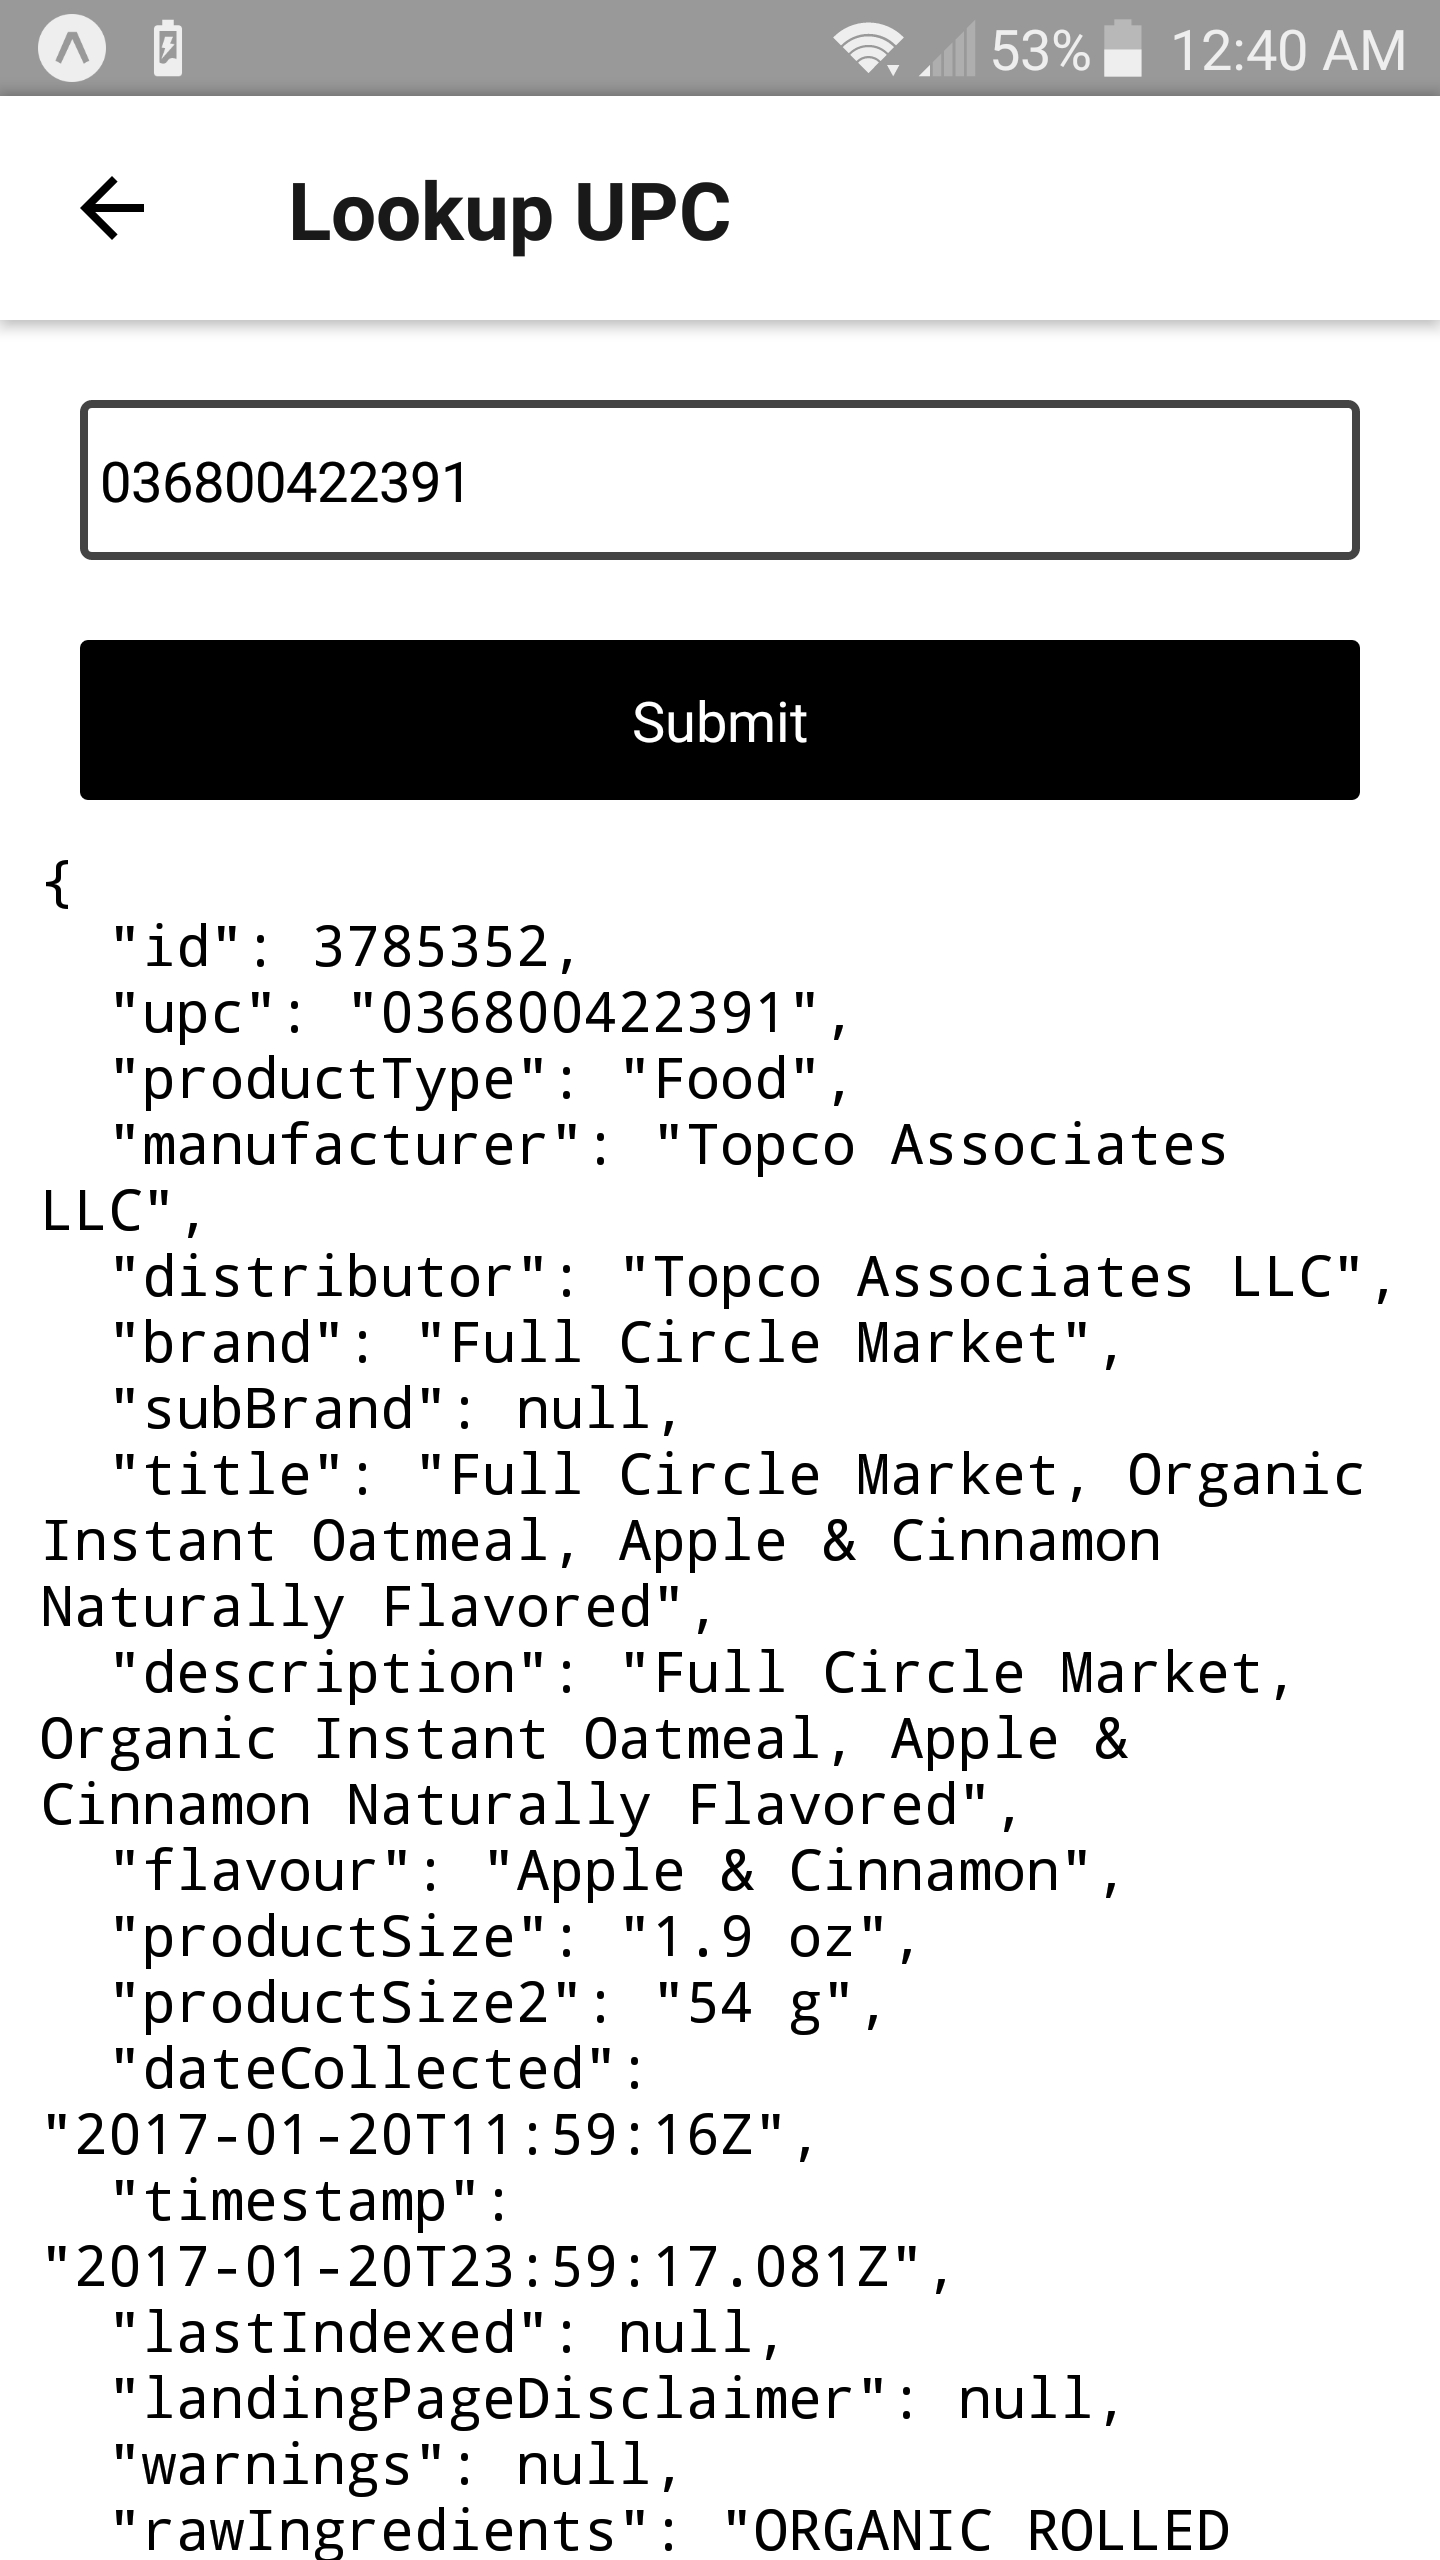 53% 12:40 AM
Lookup UPC
036800422391
Submit
{
  "id": 3785352,
  "upc": "036800422391",
  "productType": "Food",
  "manufacturer": "Topco Associates
LLC",
  "distributor": "Topco Associates LLC",
  "brand": "Full Circle Market",
  "subBrand": null,
  "title": "Full Circle Market, Organic
Instant Oatmeal, Apple & Cinnamon
Naturally Flavored",
  "description": "Full Circle Market,
Organic Instant Oatmeal, Apple &
Cinnamon Naturally Flavored",
  "flavour": "Apple & Cinnamon",
  "productSize": "1.9 oz",
  "productSize2": "54 g",
  "dateCollected":
"2017-01-20T11:59:16Z",
  "timestamp":
"2017-01-20T23:59:17.081Z",
  "lastIndexed": null,
  "landingPageDisclaimer": null,
  "warnings": null,
  "rawIngredients": "ORGANIC ROLLED